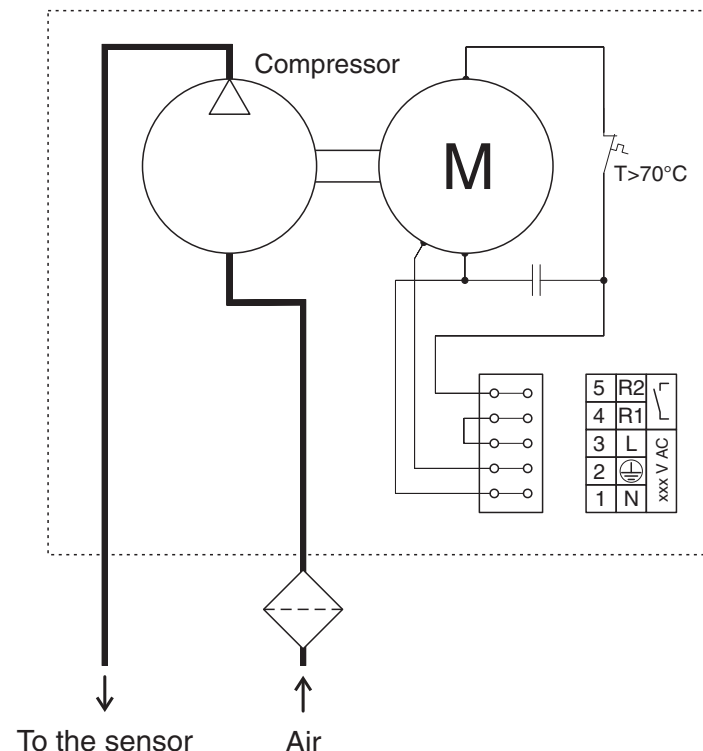 Compressor
M
T>70°C
5 R2
4 R1
3 L
2
1 N
xxx V AC
To the sensor
Air